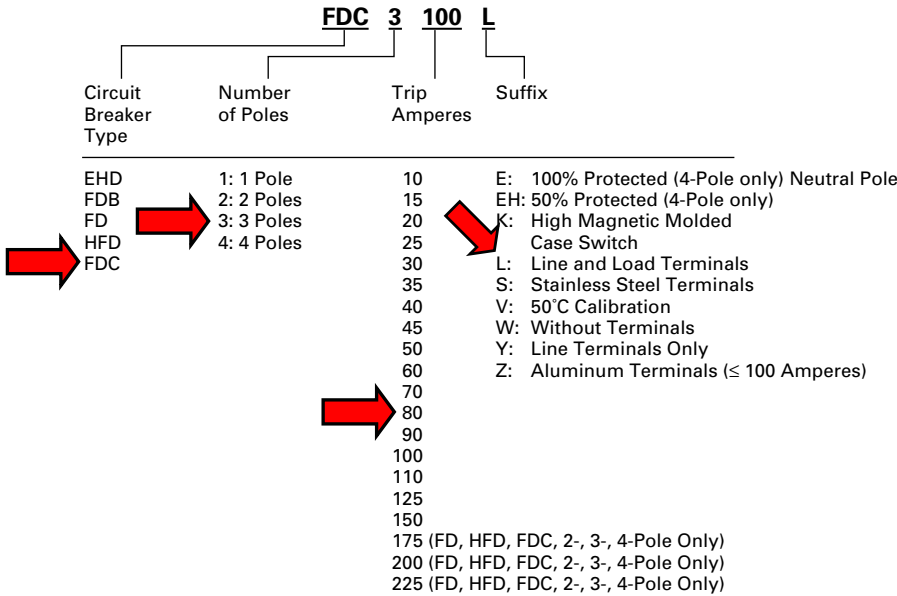 FDC 3 100 L
Circuit Breaker Type
Number of Poles
Trip Amperes
Suffix
EHD
FDB
FD
HFD
FDC
1: 1 Pole
2: 2 Poles
3: 3 Poles
4: 4 Poles
10
15
20
25
30
35
40
45
50
60
70
80
90
100
110
125
150
175 (FD, HFD, FDC, 2-, 3-, 4-Pole Only)
200 (FD, HFD, FDC, 2-, 3-, 4-Pole Only)
225 (FD, HFD, FDC, 2-, 3-, 4-Pole Only)
E: 100% Protected (4-Pole only) Neutral Pole
EH: 50% Protected (4-Pole only)
K: High Magnetic Molded
Case Switch
L: Line and Load Terminals
S: Stainless Steel Terminals
V: 50°C Calibration
W: Without Terminals
Y: Line Terminals Only
Z: Aluminum Terminals (≤ 100 Amperes)